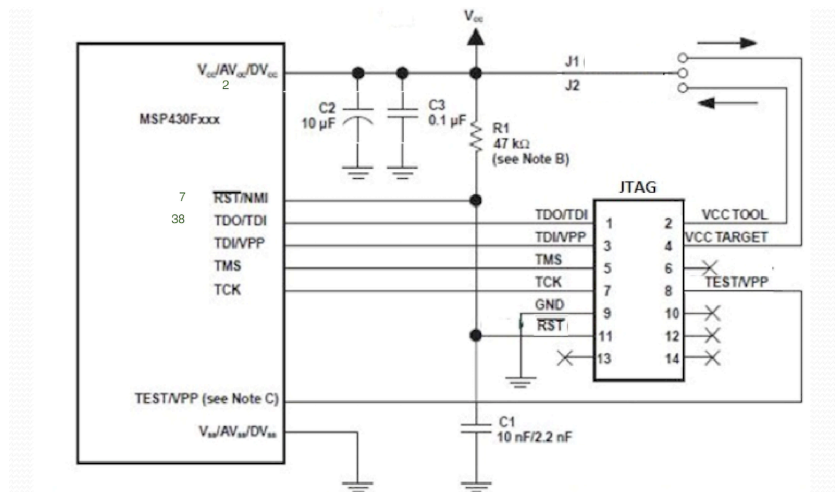 Vcc
Vcc/AVcc/DVcc
2
J1
J2
MSP430Fxxx
C2
10 µF
C3
0.1 µF
R1
47 kΩ
(see Note B)
JTAG
7
RST/NMI
38
TDO/TDI
TDO/TDI
1
2
VCC TOOL
TDI/VPP
TDI/VPP
3
4
VCC TARGET
TMS
TMS
5
6
TCK
TCK
7
8
TEST/VPP
GND
9
10
RST
11
12
13
14
TEST/VPP (see Note C)
C1
10 nF/2.2 nF
Vss/AVss/DVss